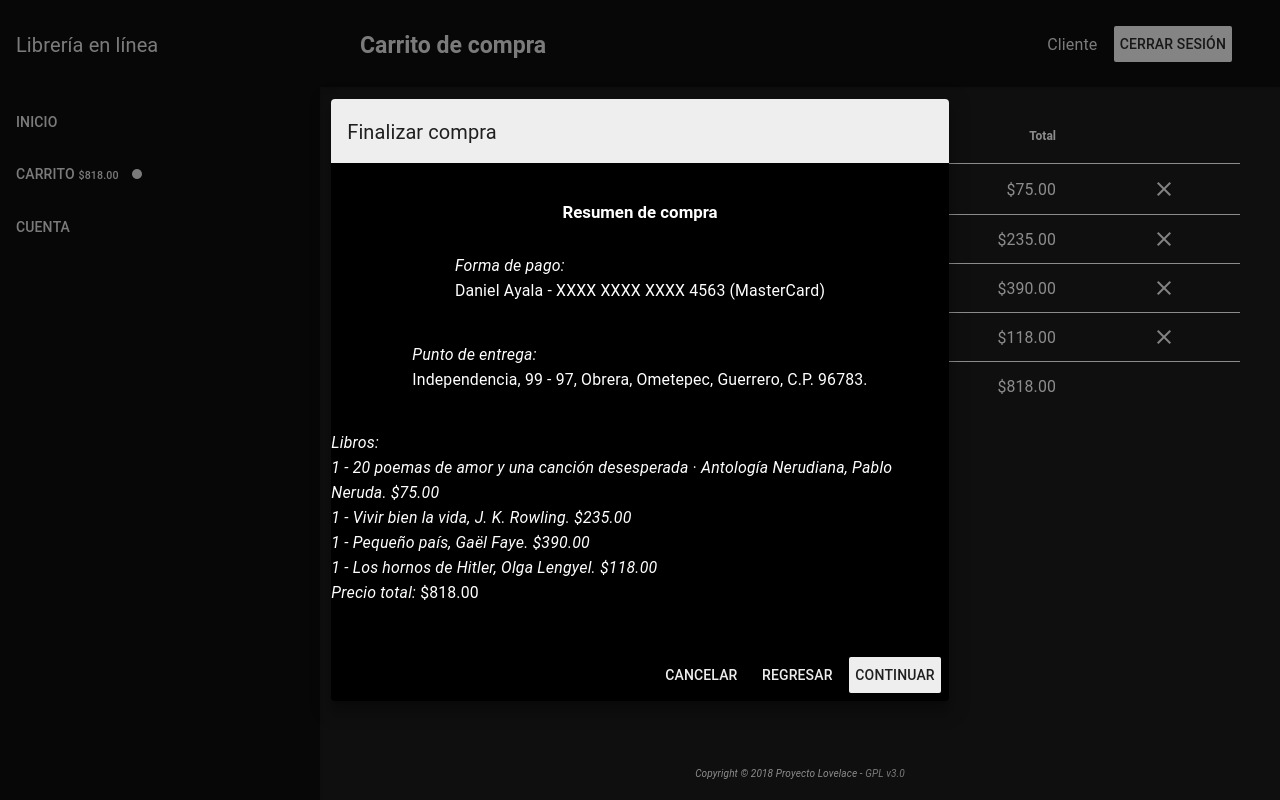 Librería en línea
Carrito de compra
Cliente
CERRAR SESIÓN
INICIO
CARRITO $818.00
CUENTA
Total
$75.00
$235.00
$390.00
$118.00
$818.00
Finalizar compra
Resumen de compra
Forma de pago:
Daniel Ayala - XXXX XXXX XXXX 4563 (MasterCard)
Punto de entrega:
Independencia, 99 - 97, Obrera, Ometepec, Guerrero, C.P. 96783.
Libros:
1 - 20 poemas de amor y una canción desesperada · Antología Nerudiana, Pablo
Neruda. $75.00
1 - Vivir bien la vida, J. K. Rowling. $235.00
1 - Pequeño país, Gaël Faye. $390.00
1 - Los hornos de Hitler, Olga Lengyel. $118.00
Precio total: $818.00
CANCELAR
REGRESAR
CONTINUAR
Copyright © 2018 Proyecto Lovelace - GPL v3.0